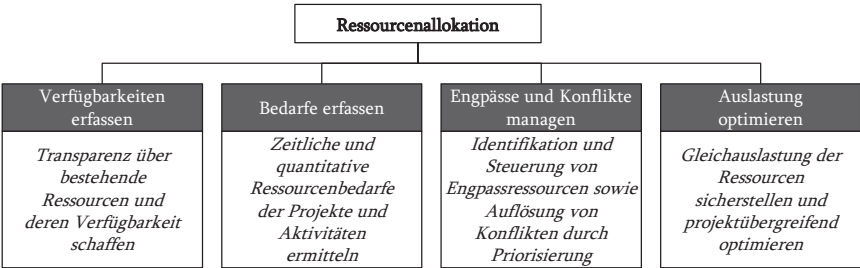 Ressourcenallokation
Verfügbarkeiten
erfassen
Transparenz über
bestehende
Ressourcen und
deren Verfügbarkeit
schaffen
Bedarfe erfassen
Zeitliche und
quantitative
Ressourcenbedarfe
der Projekte und
Aktivitäten
ermitteln
Engpässe und Konflikte
managen
Identifikation und
Steuerung von
Engpassressourcen sowie
Auflösung von
Konflikten durch
Priorisierung
Auslastung
optimieren
Gleichauslastung der
Ressourcen
sicherstellen und
projektübergreifend
optimieren